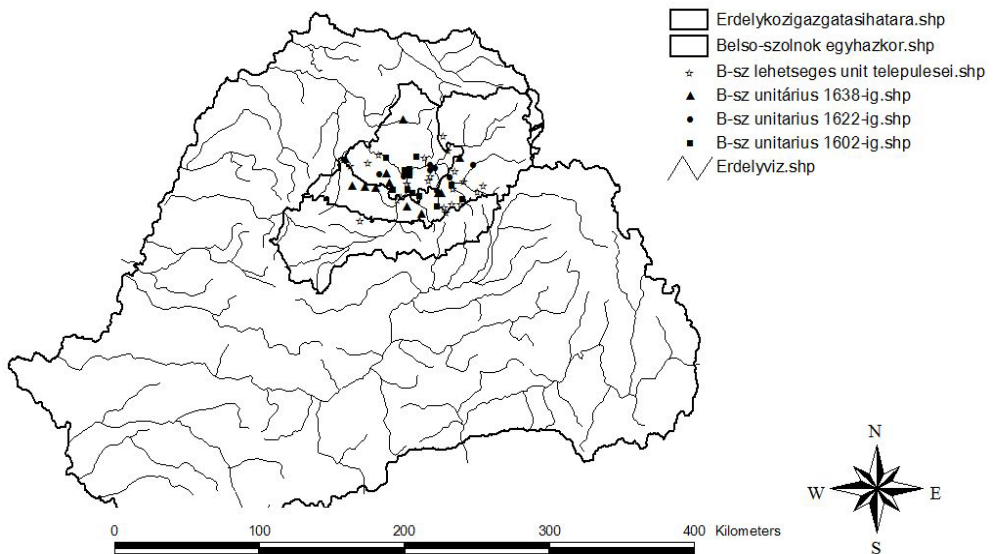 Erdelykozigazgatasihatara.shp
Belso-szolnok egyhazkor.shp
B-sz lehetseges unit telepulesei.shp
B-sz unitárius 1638-ig.shp
B-sz unitarius 1622-ig.shp
B-sz unitarius 1602-ig.shp
Erdelyviz.shp
N
W E
S
0 100 200 300 400 Kilometers